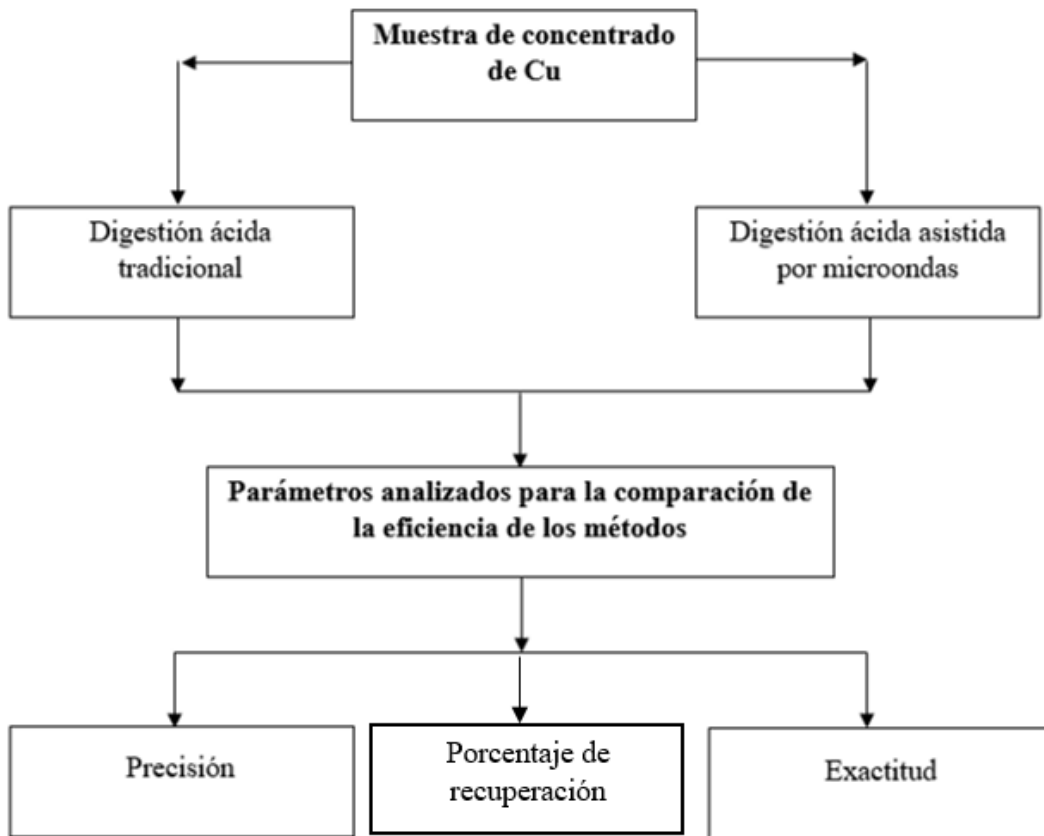 Muestra de concentrado
de Cu
Digestión ácida
tradicional
Digestión ácida asistida
por microondas
Parámetros analizados para la comparación de
la eficiencia de los métodos
Precisión
Porcentaje de
recuperación
Exactitud